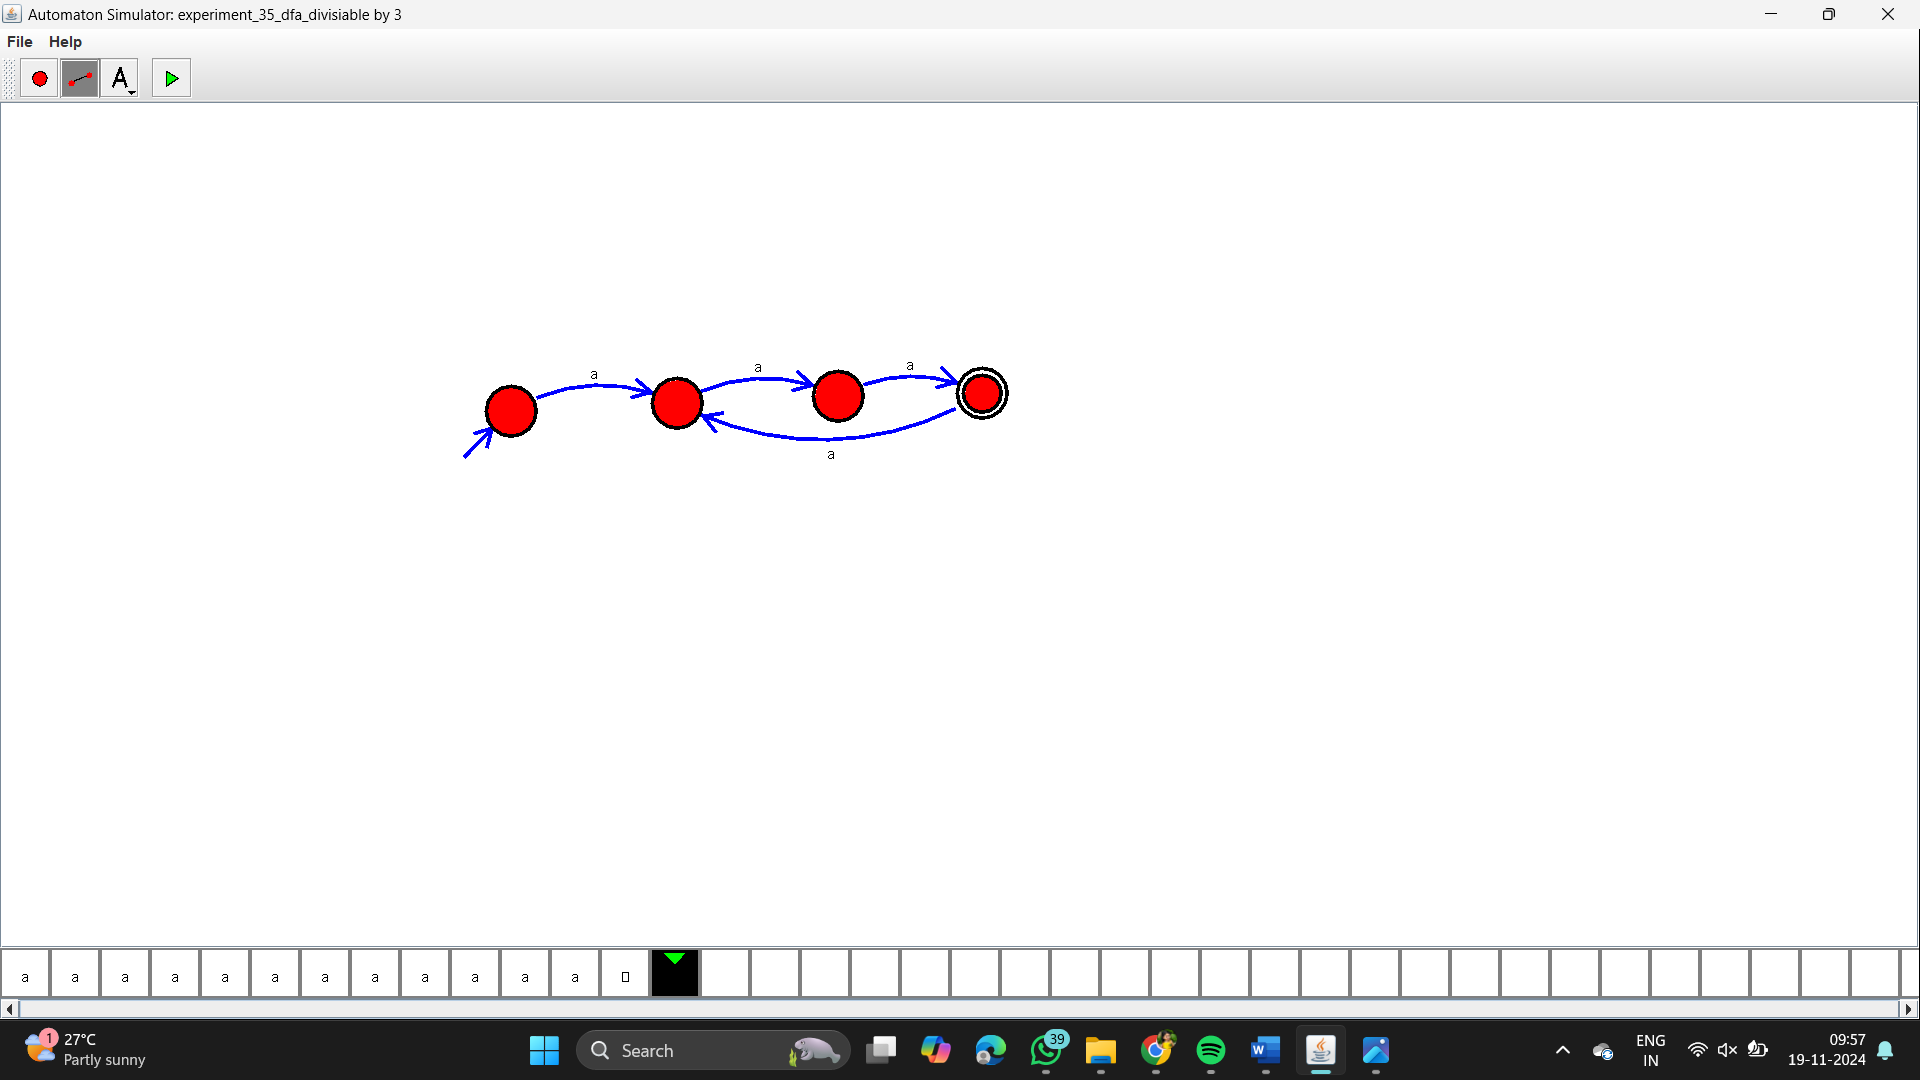 Automaton Simulator: experiment_35_dfa_divisiable by 3
File Help
A
a a a
a
a a a a a a a a a a a a
1
27°C
Partly sunny
Search
39
W
ENG
IN
09:57
19-11-2024